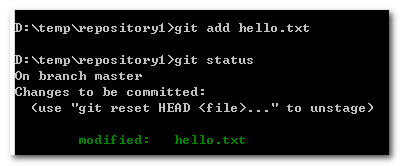 D:\temp\repository1>git add hello.txt
D:\temp\repository1>git status
On branch master
Changes to be committed:
  (use "git reset HEAD <file>..." to unstage)
        modified:   hello.txt